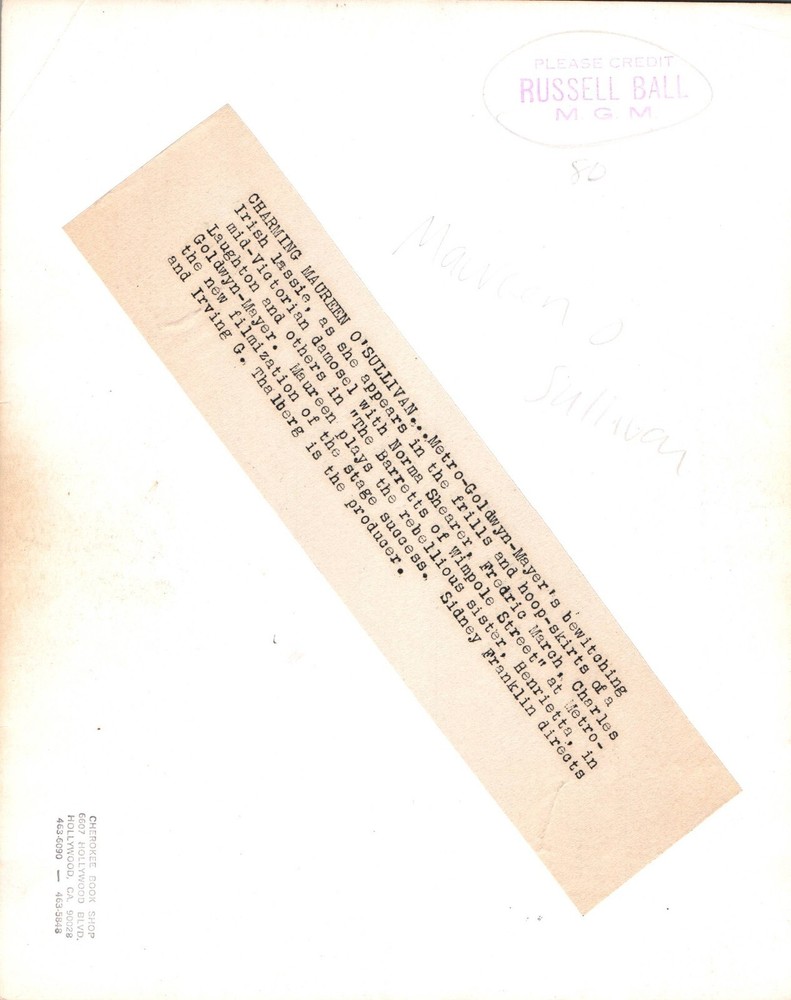 PLEASE CREDIT
RUSSELL BALL
M G M
80
Maureen O
Sullivan
CHARMING MAUREEN O'SULLIVAN...Metro-Goldwyn-Mayer's bewitching
Irish lassie, as she appears in the frills and hoop-skirts of a
mid-Victorian damosel with Norma Shearer, Fredric March, Charles
Laughton and others in "The Barretts of Wimpole Street" at Metro-
Goldwyn-Mayer. Maureen plays the rebellious sister, Henrietta, in
the new filmization of the stage success. Sidney Franklin directs
and Irving G. Thalberg is the producer.
CHEROKEE BOOK SHOP
6607 HOLLYWOOD BLVD.
HOLLYWOOD, CA. 90028
463-6090 — 463-5848